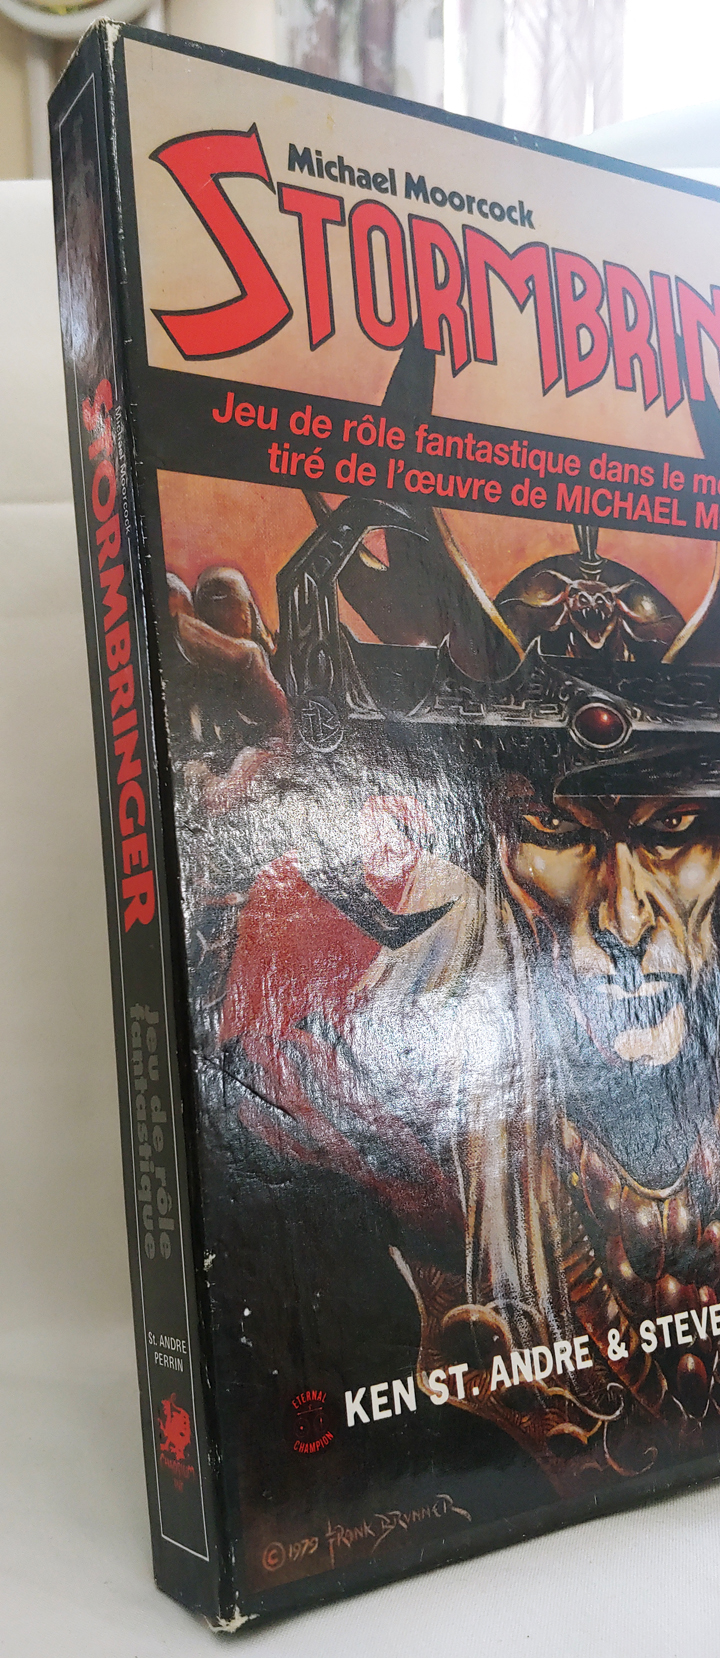 Michael Moorcock
STORMBRIN
Jeu de rôle fantastique dans le m
tiré de l'œuvre de MICHAEL M
KEN ST. ANDRE & STEVE
ETERNAL
CHAMPION
© 1979 FRANK BRUNNER
Michael Moorcock
STORMBRINGER
Jeu de rôle
fantastique
St. ANDRE
PERRIN
CHAOSIUM